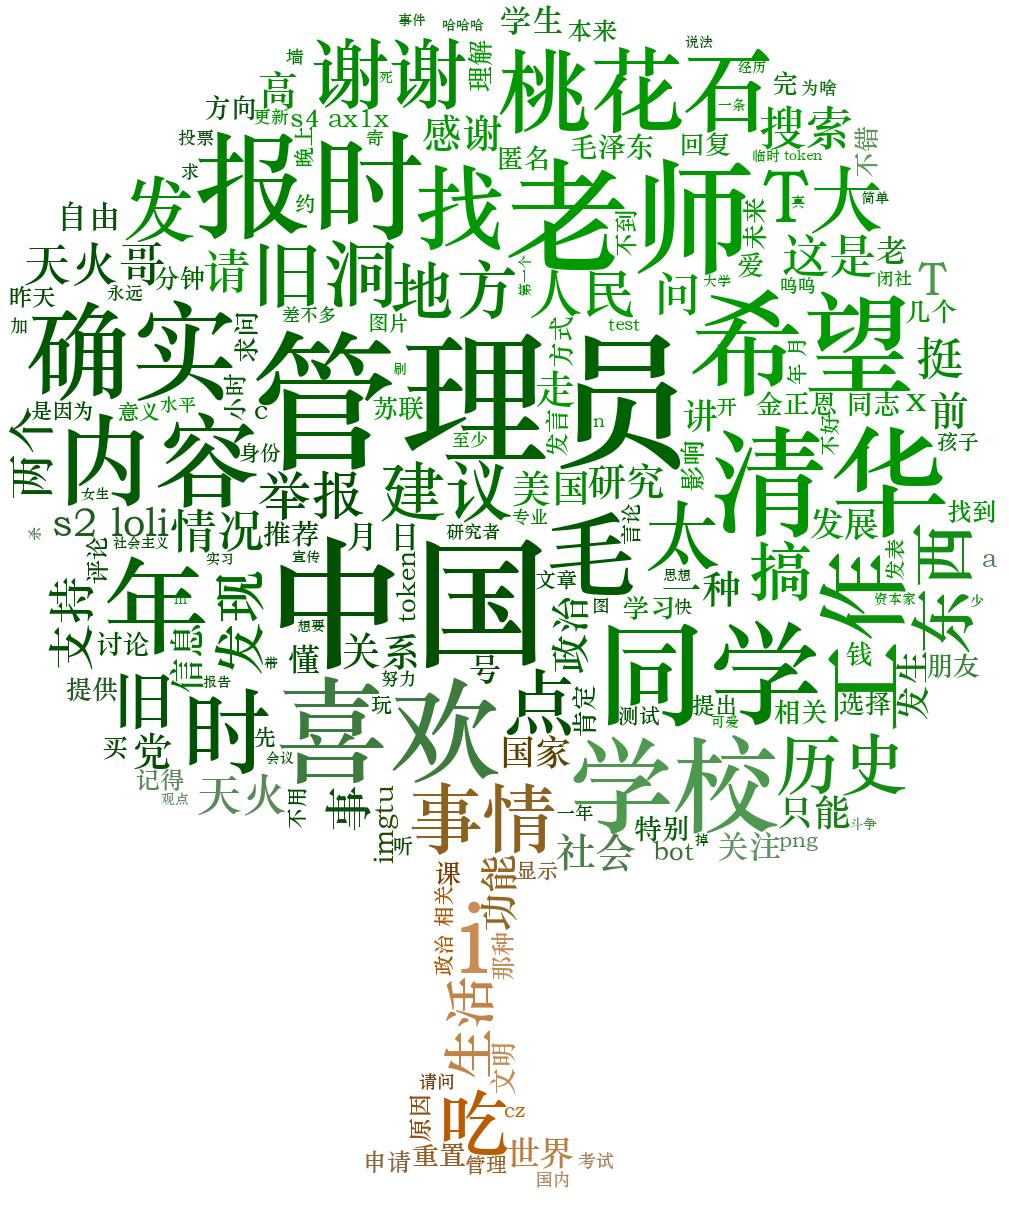 事件
哈哈哈
学生
本来
说法
墙
谢谢
死
理解
桃花石
经历
一条
完
为啥
高
方向
更新
s4 ax1x
感谢
搜索
投票
报时
晚上
寄
匿名
毛泽东
回复
临时 token
不错
求
发
约
找
老师
不到
T
真
大
简单
自由
未来
爱
这是
老
天火哥
分钟
请
旧洞
地方
第一个
人民
问
大学
呜呜
闭社
T
昨天
永远
差不多
图片
test
几个
加
确实
求问
管理员
刷
方式
希望
年月
挺
小时
c
苏联
走
是因为
意义
水平
讲
开
金正恩
同志
x
前
两个
内容
身份
至少
发言
n
影响
清华
不好
孩子
女生
举报
建议
美国
研究
专业
发展
找到
s2 loli
情况
推荐
月
日
研究者
毛
言论
太
系
社会主义
实习
宣传
中国
token
文章
思想
一种
搞
工作
发表
西
a
评论
支持
年
m
发现
想要
图
学习
快
资本家
东
少
讨论
信息
带
懂
关系
政治
同学
钱
发生
朋友
提供
旧
报告
时
努力
号
喜欢
玩
点
肯定
测试
提出
可爱
相关
选择
买
党
先
会议
国家
学校
历史
记得
观点
天火
不用
事
imgtu
事情
一年
特别
只能
斗争
听
社会
bot
掉
关注
png
课
功能
显示
政治 相关
i
那种
生活
文明
请问
原因
吃
cz
申请
重置
管理
世界
考试
国内